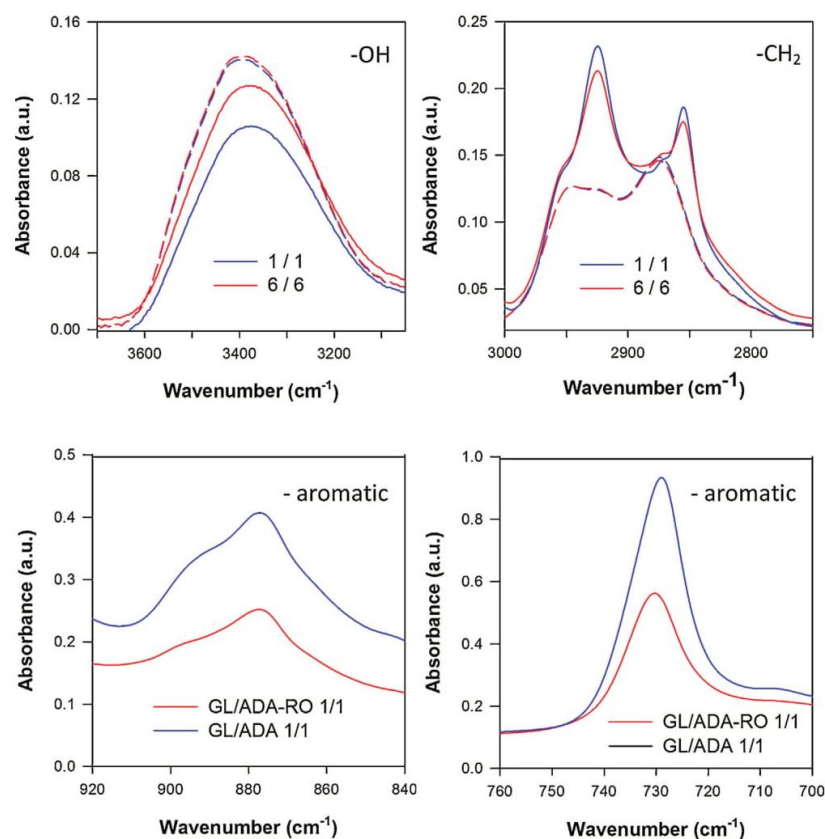 -OH
Absorbance (a.u.)
0.16
0.12
0.08
0.04
0.00
1 / 1
6 / 6
3600 3400 3200
Wavenumber (cm-1)
-CH2
Absorbance (a.u.)
0.25
0.20
0.15
0.10
0.05
1 / 1
6 / 6
3000 2900 2800
Wavenumber (cm-1)
- aromatic
Absorbance (a.u.)
0.5
0.4
0.3
0.2
0.1
0.0
GL/ADA-RO 1/1
GL/ADA 1/1
920 900 880 860 840
Wavenumber (cm-1)
- aromatic
Absorbance (a.u.)
1.0
0.8
0.6
0.4
0.2
0.0
GL/ADA-RO 1/1
GL/ADA 1/1
760 750 740 730 720 710 700
Wavenumber (cm-1)